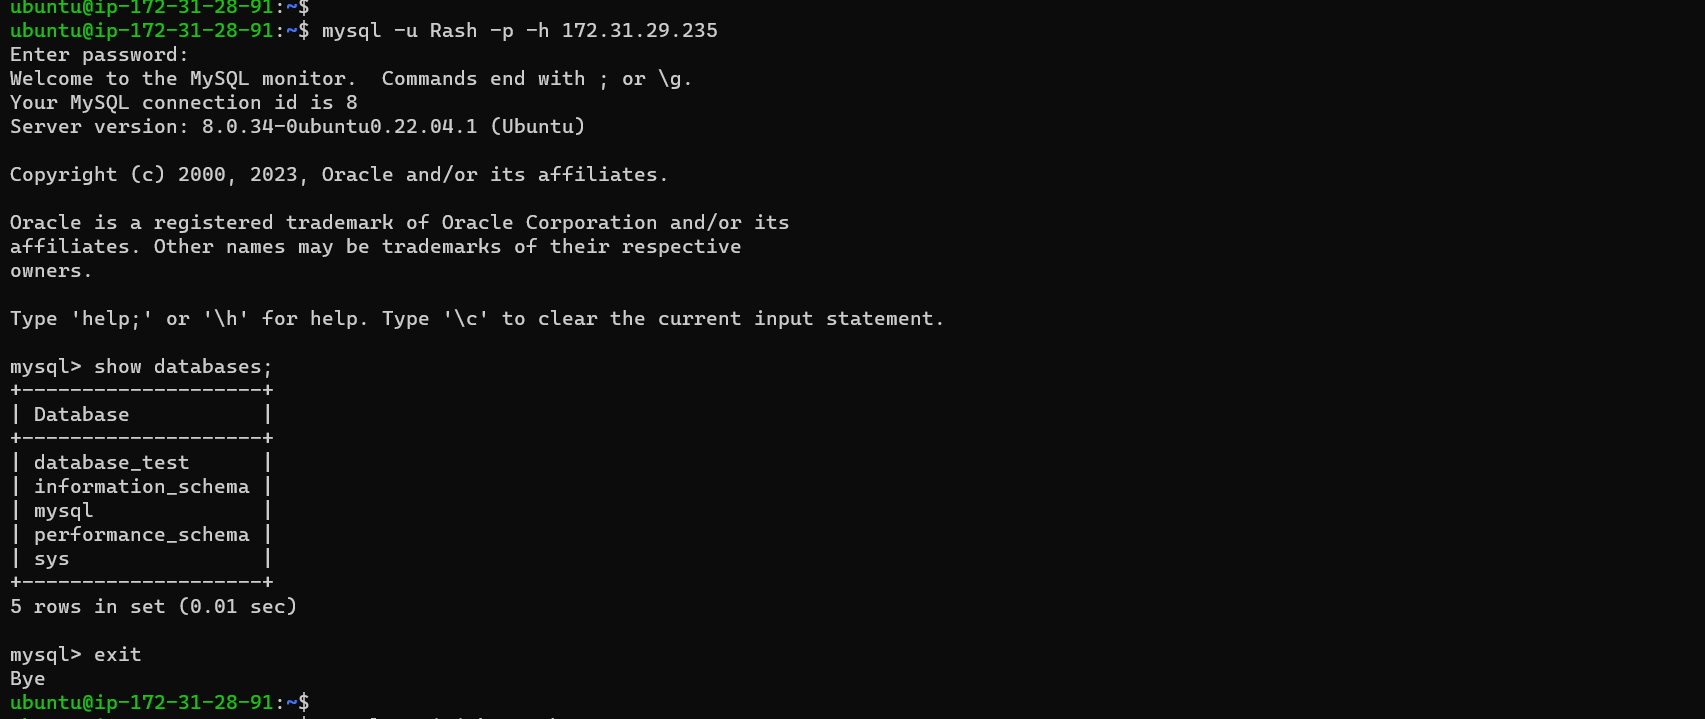 ubuntu@ip-172-31-28-91:~$
ubuntu@ip-172-31-28-91:~$ mysql -u Rash -p -h 172.31.29.235
Enter password:
Welcome to the MySQL monitor.  Commands end with ; or \g.
Your MySQL connection id is 8
Server version: 8.0.34-0ubuntu0.22.04.1 (Ubuntu)

Copyright (c) 2000, 2023, Oracle and/or its affiliates.

Oracle is a registered trademark of Oracle Corporation and/or its
affiliates. Other names may be trademarks of their respective
owners.

Type 'help;' or '\h' for help. Type '\c' to clear the current input statement.

mysql> show databases;
+--------------------+
| Database           |
+--------------------+
| database_test      |
| information_schema |
| mysql              |
| performance_schema |
| sys                |
+--------------------+
5 rows in set (0.01 sec)

mysql> exit
Bye
ubuntu@ip-172-31-28-91:~$